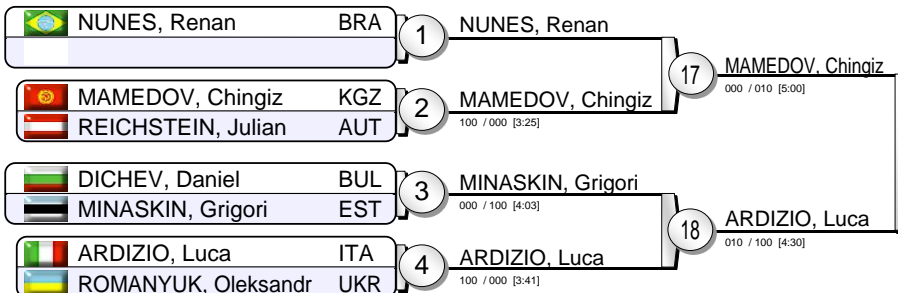 NUNES, Renan BRA
1
NUNES, Renan
17
MAMEDOV, Chingiz
000 / 010 [5:00]
MAMEDOV, Chingiz KGZ
REICHSTEIN, Julian AUT
2
MAMEDOV, Chingiz
100 / 000 [3:25]
DICHEV, Daniel BUL
MINASKIN, Grigori EST
3
MINASKIN, Grigori
000 / 100 [4:03]
18
ARDIZIO, Luca
010 / 100 [4:30]
ARDIZIO, Luca ITA
ROMANYUK, Oleksandr UKR
4
ARDIZIO, Luca
100 / 000 [3:41]